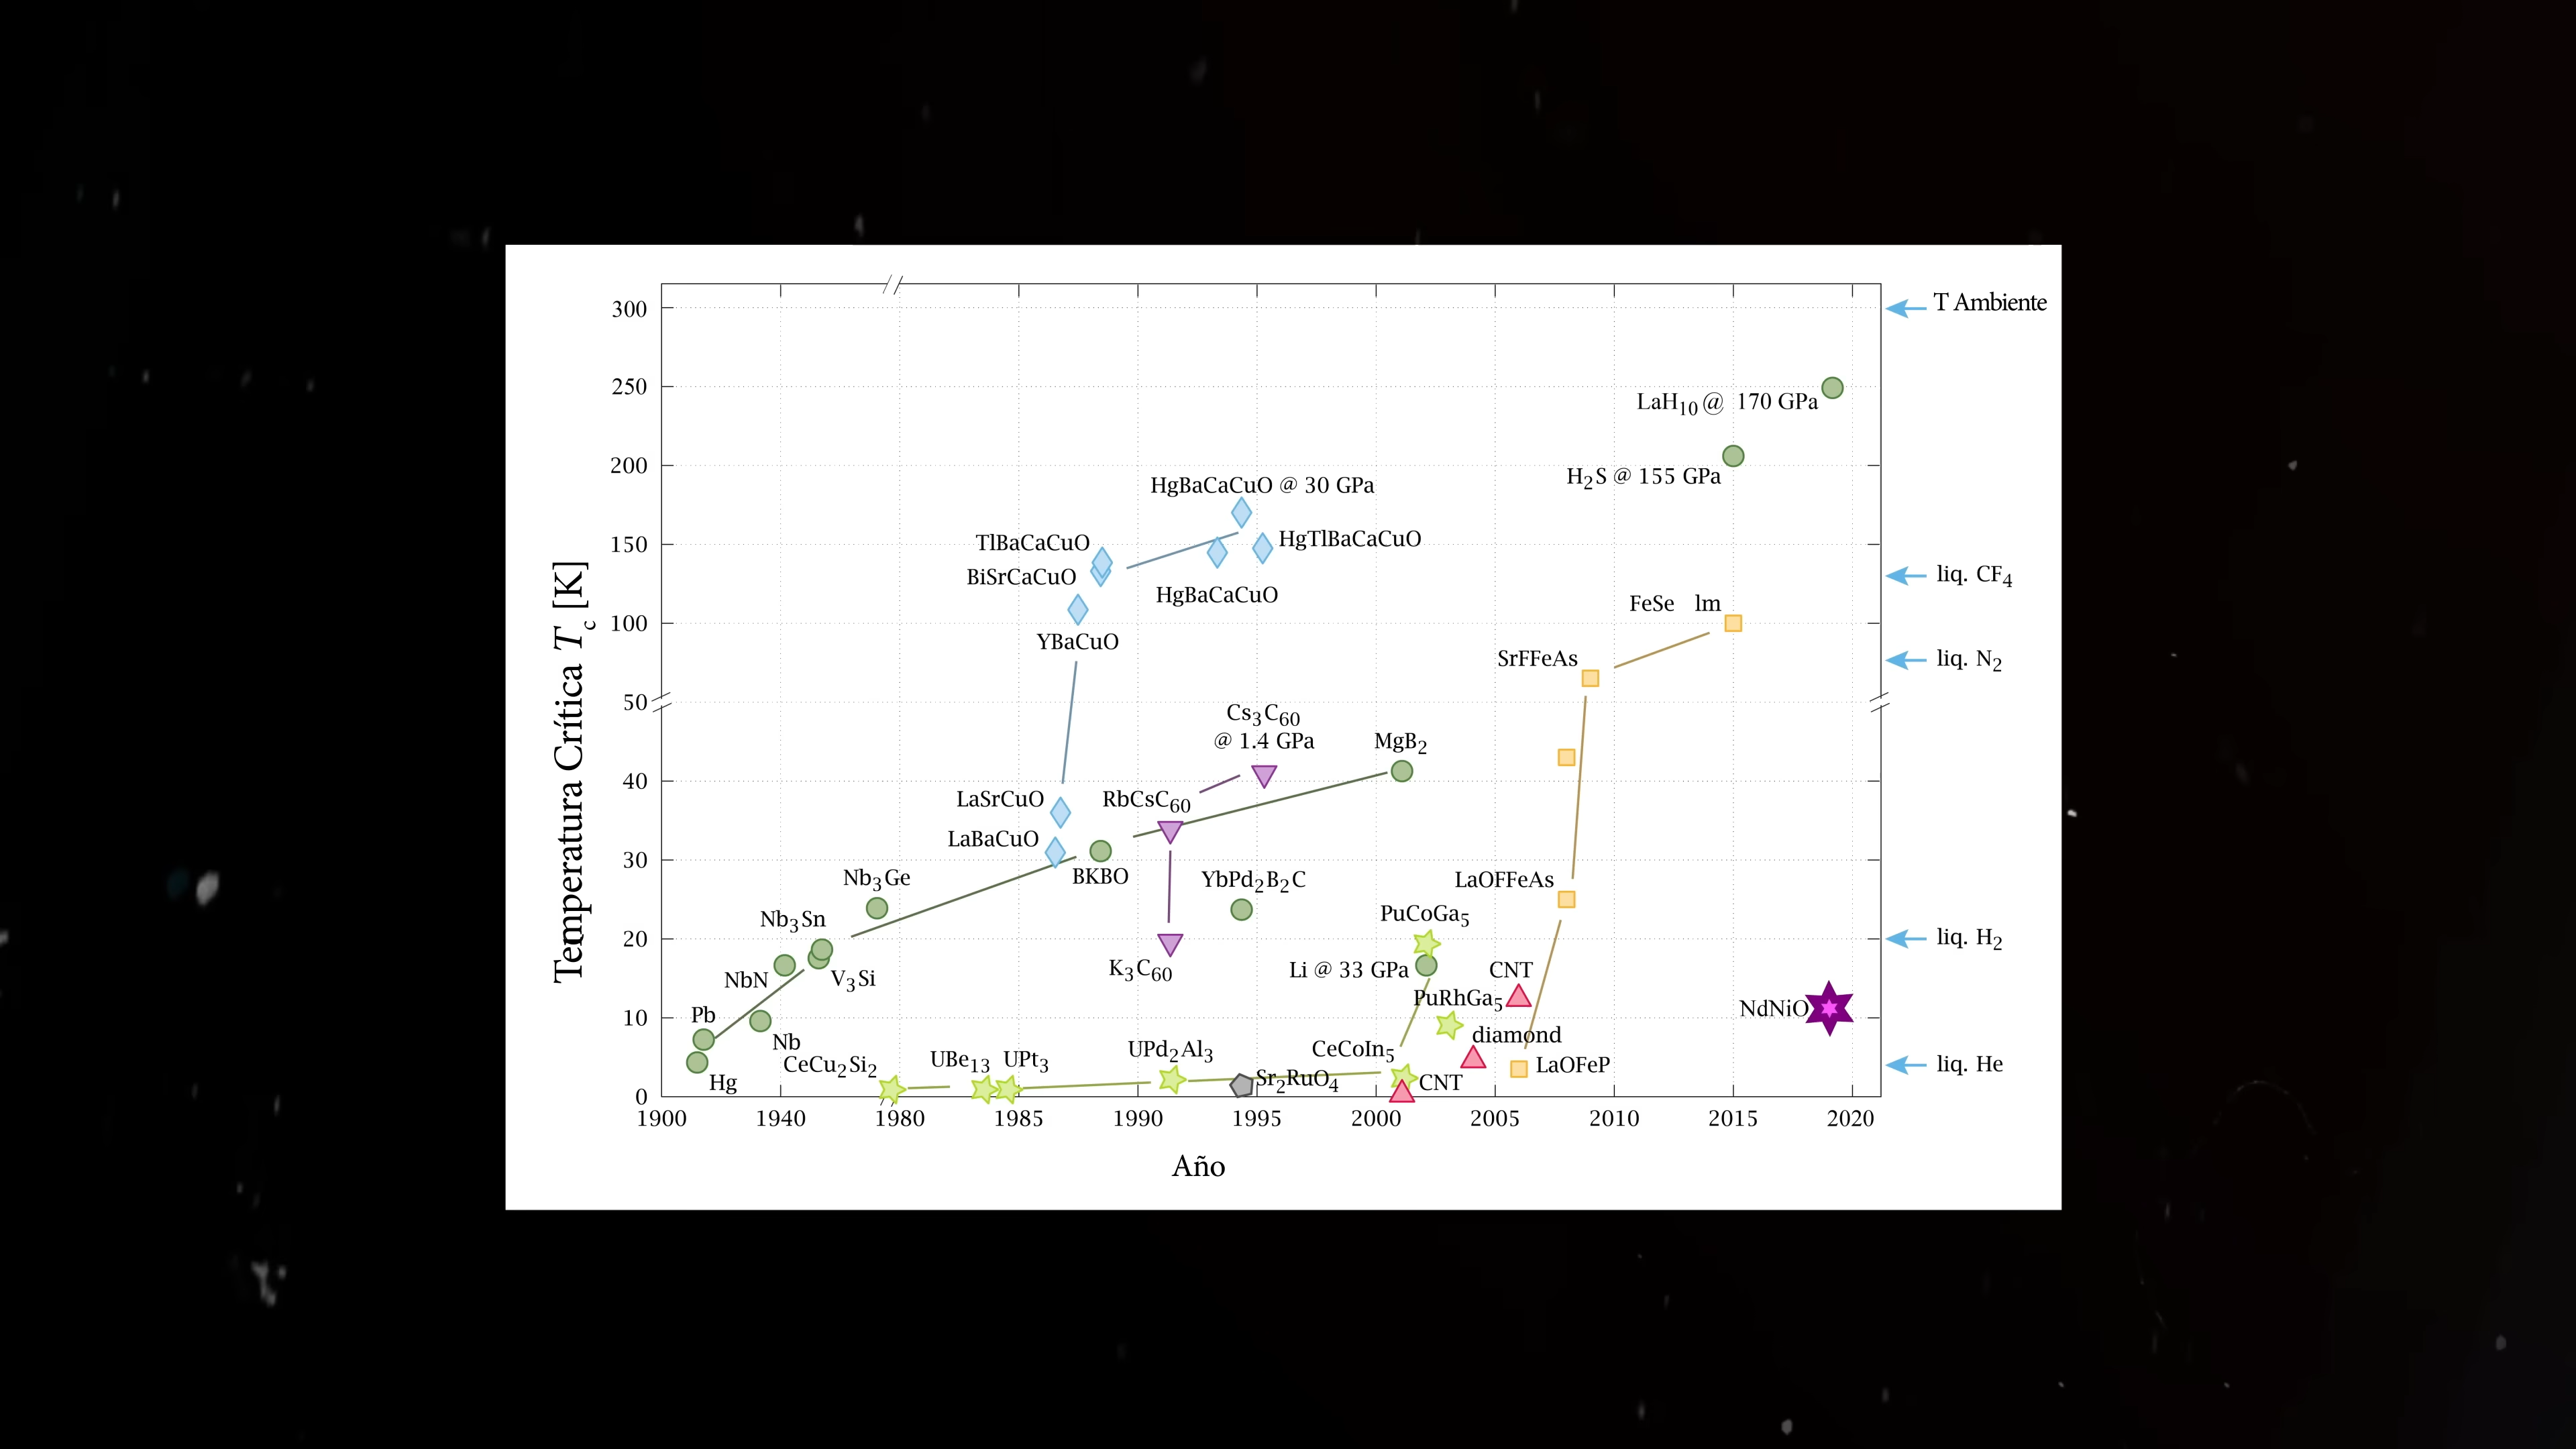 300
T Ambiente
250
LaH10 @ 170 GPa
200
H2S @ 155 GPa
HgBaCaCuO @ 30 GPa
150
TlBaCaCuO
HgTlBaCaCuO
BiSrCaCuO
liq. CF4
HgBaCaCuO
100
FeSe lm
YBaCuO
SrFFeAs
liq. N2
50
Cs3C60
@ 1.4 GPa
MgB2
40
LaSrCuO
RbCsC60
LaBaCuO
30
BKBO
Nb3Ge
YbPd2B2C
LaOFFeAs
Nb3Sn
PuCoGa5
20
liq. H2
NbN
V3Si
K3C60
Li @ 33 GPa
CNT
PuRhGa5
10
Pb
NdNiO
Nb
diamond
CeCu2Si2
UBe13
UPt3
UPd2Al3
CeCoIn5
LaOFeP
liq. He
Hg
Sr2RuO4
CNT
0
1900 1940 1980 1985 1990 1995 2000 2005 2010 2015 2020
Año
Temperatura Crítica Tc [K]